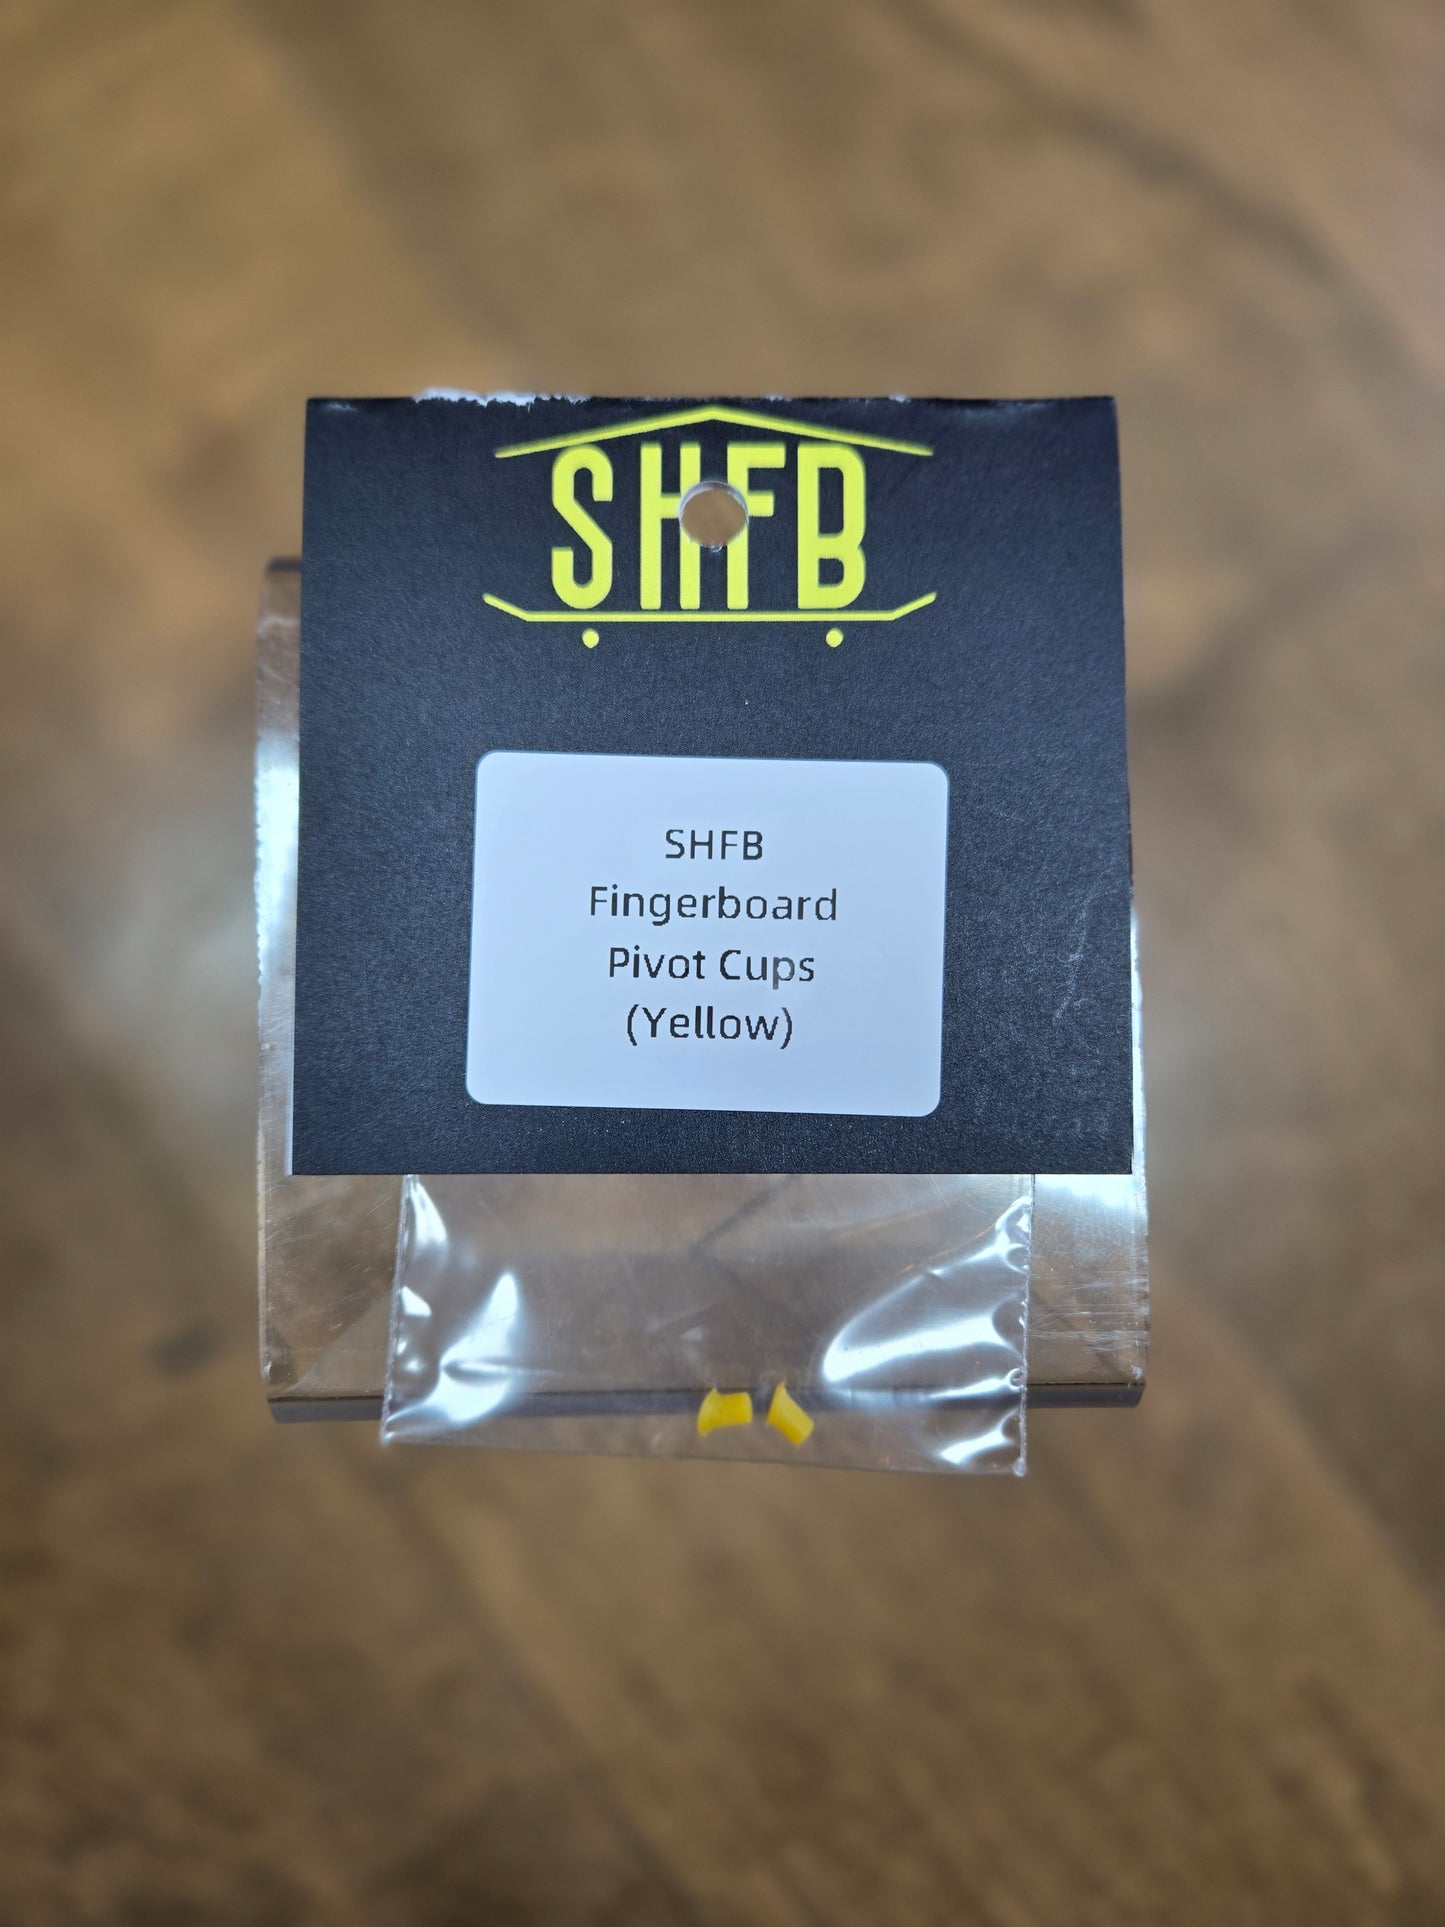 SHFB
SHFB
Fingerboard
Pivot Cups
(Yellow)